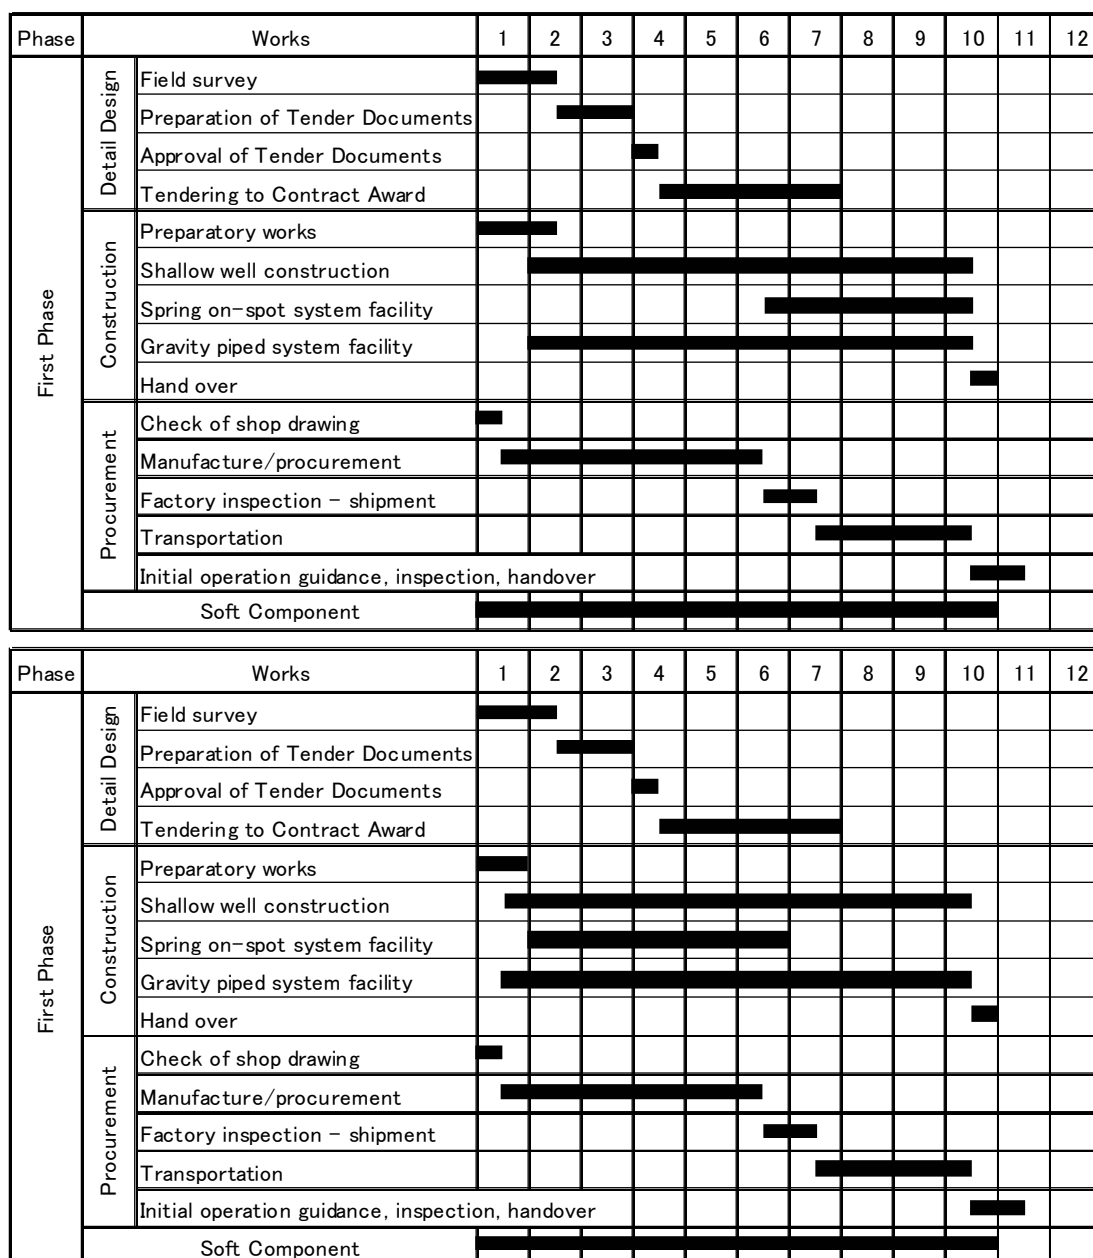 Phase Works 1 2 3 4 5 6 7 8 9 10 11 12
First Phase
Detail Design
Field survey
Preparation of Tender Documents
Approval of Tender Documents
Tendering to Contract Award
Construction
Preparatory works
Shallow well construction
Spring on-spot system facility
Gravity piped system facility
Hand over
Procurement
Check of shop drawing
Manufacture/procurement
Factory inspection - shipment
Transportation
Initial operation guidance, inspection, handover
Soft Component
Phase Works 1 2 3 4 5 6 7 8 9 10 11 12
First Phase
Detail Design
Field survey
Preparation of Tender Documents
Approval of Tender Documents
Tendering to Contract Award
Construction
Preparatory works
Shallow well construction
Spring on-spot system facility
Gravity piped system facility
Hand over
Procurement
Check of shop drawing
Manufacture/procurement
Factory inspection - shipment
Transportation
Initial operation guidance, inspection, handover
Soft Component